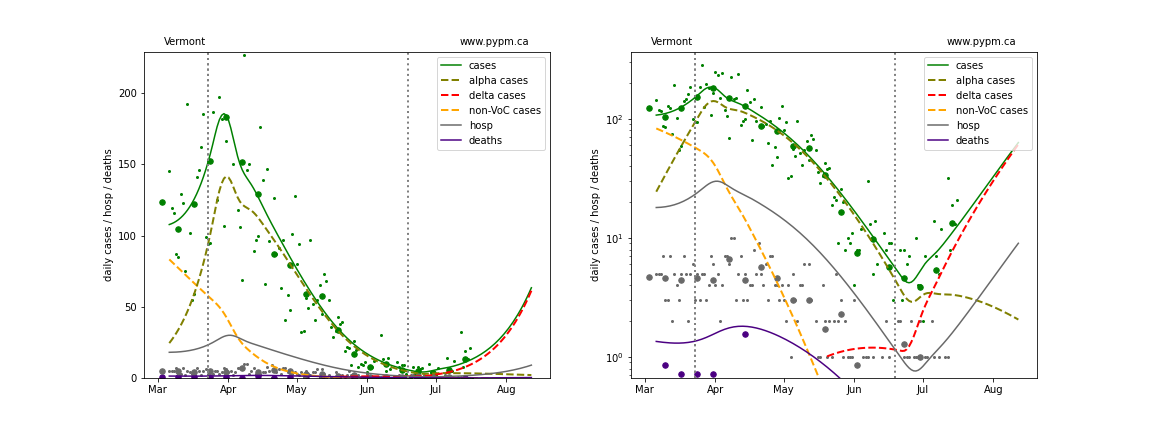 Vermont www.pypm.ca
cases
alpha cases
delta cases
non-VoC cases
hosp
deaths
daily cases / hosp / deaths
200
150
100
50
0
Mar Apr May Jun Jul Aug
Vermont www.pypm.ca
cases
alpha cases
delta cases
non-VoC cases
hosp
deaths
daily cases / hosp / deaths
10²
10¹
10⁰
Mar Apr May Jun Jul Aug